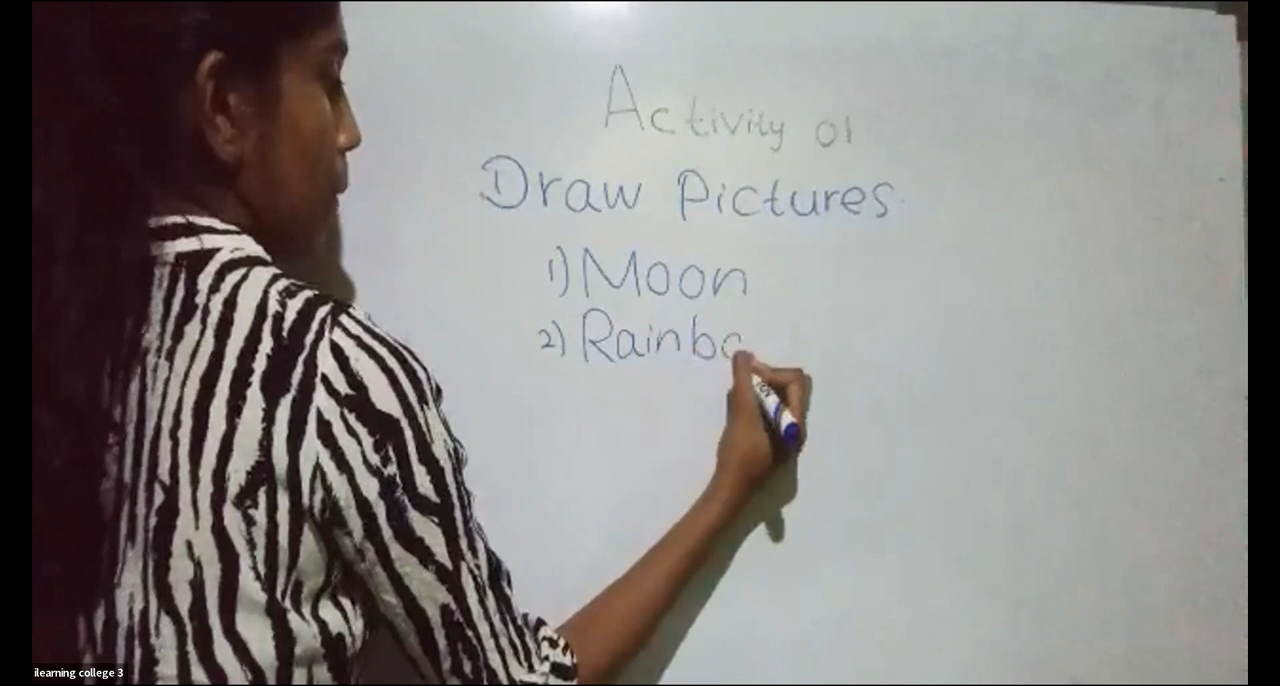 Activity 01
Draw Pictures.
1) Moon
2) Rainbo
ilearning college 3